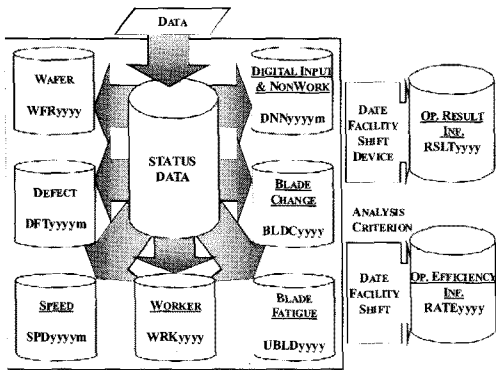 DATA
WAFER
WFRyyyy
DIGITAL INPUT
& NONWORK
DNNyyyym
STATUS
DATA
DEFECT
DFTyyyym
BLADE
CHANGE
BLDCyyyy
SPEED
SPDyyyym
WORKER
WRKyyyy
BLADE
FATIGUE
UBLDyyyy
DATE
FACILITY
SHIFT
DEVICE
OP. RESULT
INF.
RSLTyyyy
ANALYSIS
CRITERION
DATE
FACILITY
SHIFT
OP. EFFICIENCY
INF.
RATEyyyy